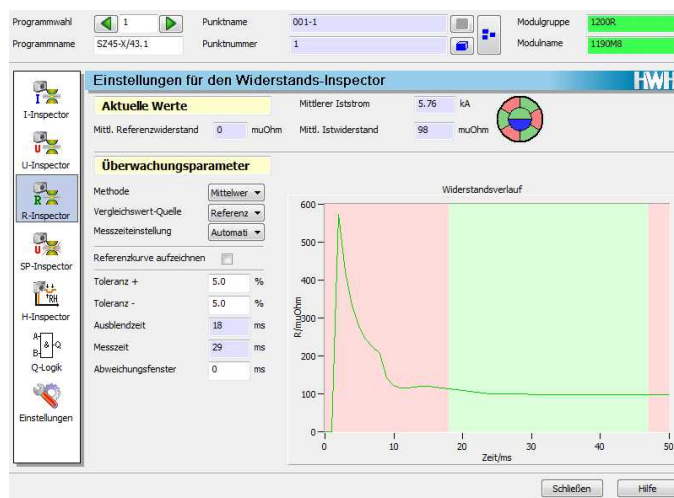 Programmwahl 1 Punktname 001-1 Modulgruppe 1200R
Programmname SZ45-X/43.1 Punktnummer 1 Modulname 1190M8
Einstellungen für den Widerstands-Inspector HWH
I-Inspector
U-Inspector
R-Inspector
SP-Inspector
H-Inspector
Q-Logik
Einstellungen
Aktuelle Werte Mittlerer Iststrom 5.76 kA
Mittl. Referenzwiderstand 0 muOhm Mittl. Istwiderstand 98 muOhm
Überwachungsparameter
Methode Mittelwer
Vergleichswert-Quelle Referenz
Messzeiteinstellung Automati
Referenzkurve aufzeichnen
Toleranz + 5.0 %
Toleranz - 5.0 %
Ausblendzeit 18 ms
Messzeit 29 ms
Abweichungsfenster 0 ms
Widerstandsverlauf
R/muOhm
600
500
400
300
200
100
0
0 10 20 30 40 50
Zeit/ms
Schließen Hilfe